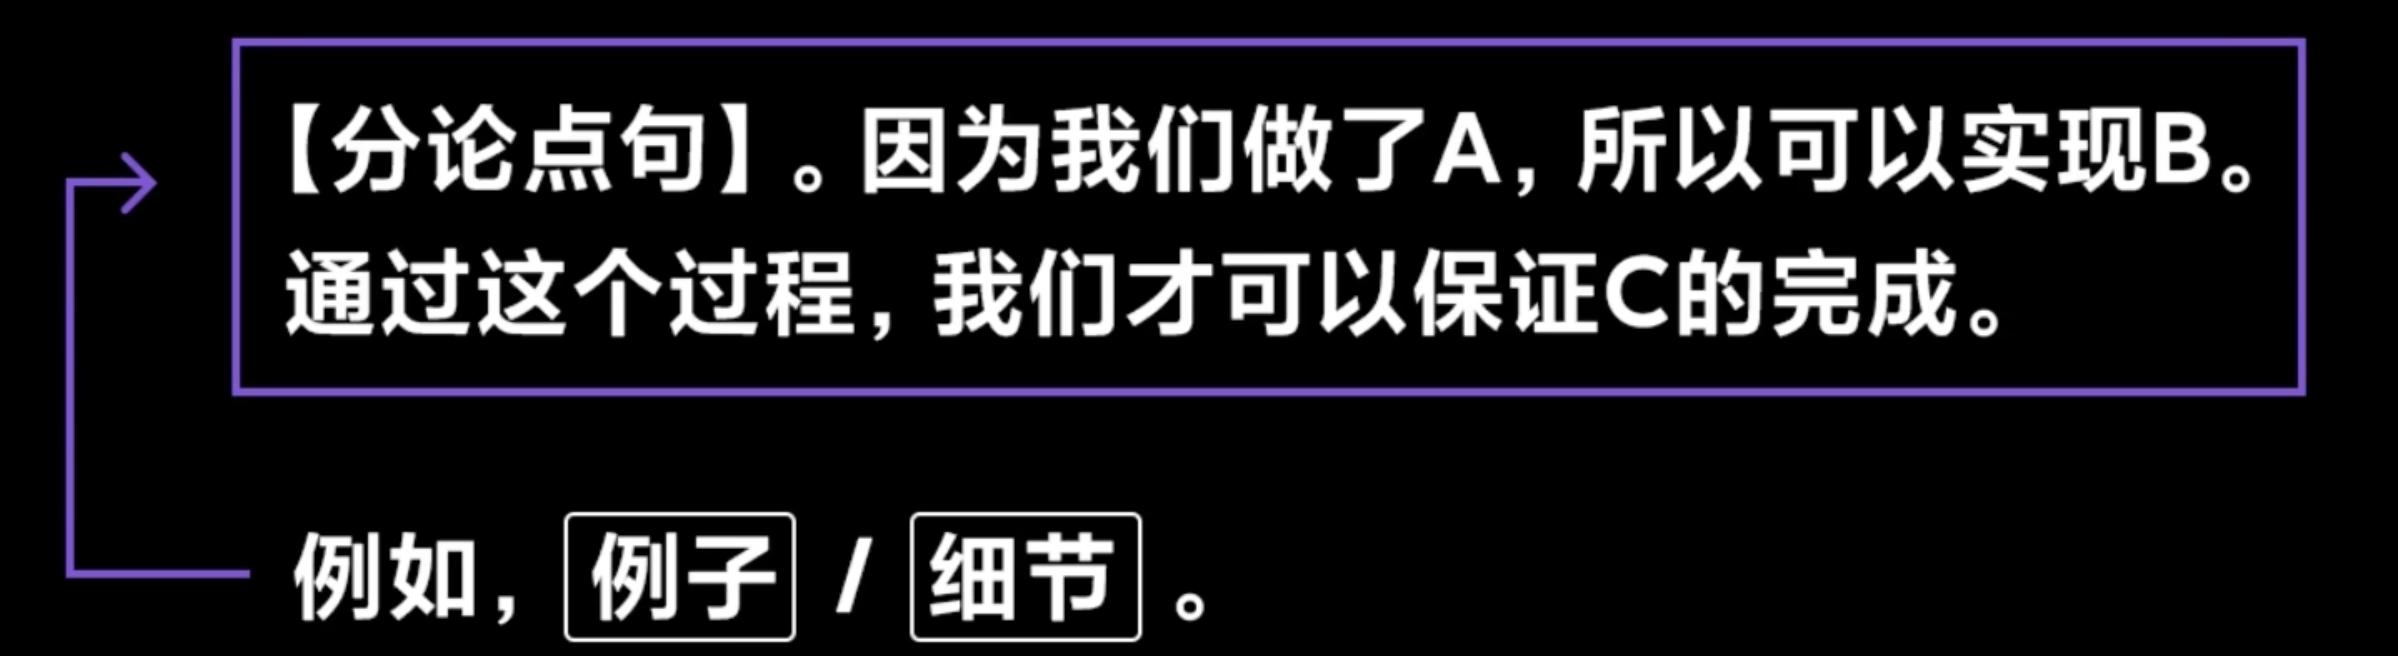 【分论点句】。因为我们做了A，所以可以实现B。
通过这个过程，我们才可以保证C的完成。
例如，例子 / 细节。